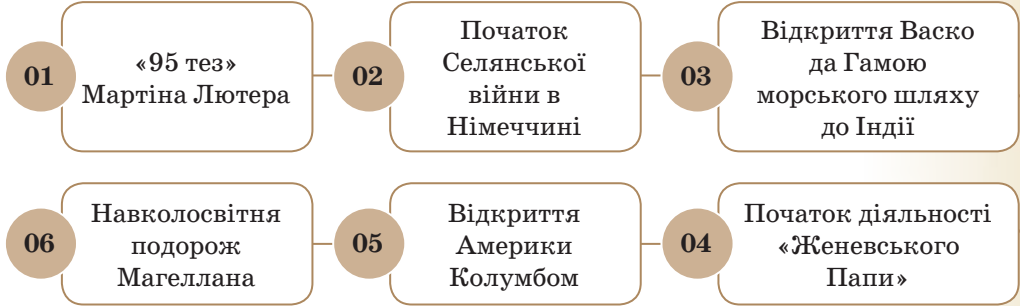 01
«95 тез»
Мартіна Лютера
02
Початок
Селянської
війни в
Німеччині
03
Відкриття Васко
да Гамою
морського шляху
до Індії
06
Навколосвітня
подорож
Магеллана
05
Відкриття
Америки
Колумбом
04
Початок діяльності
«Женевського
Папи»